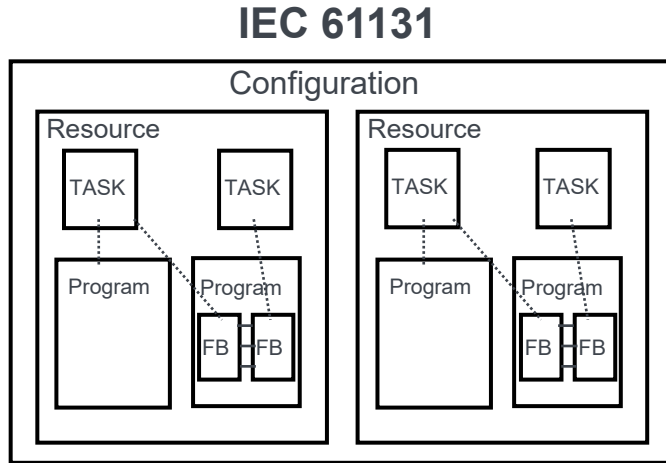 IEC 61131
Configuration
Resource
TASK
TASK
Program
Program
FB
FB
Resource
TASK
TASK
Program
Program
FB
FB